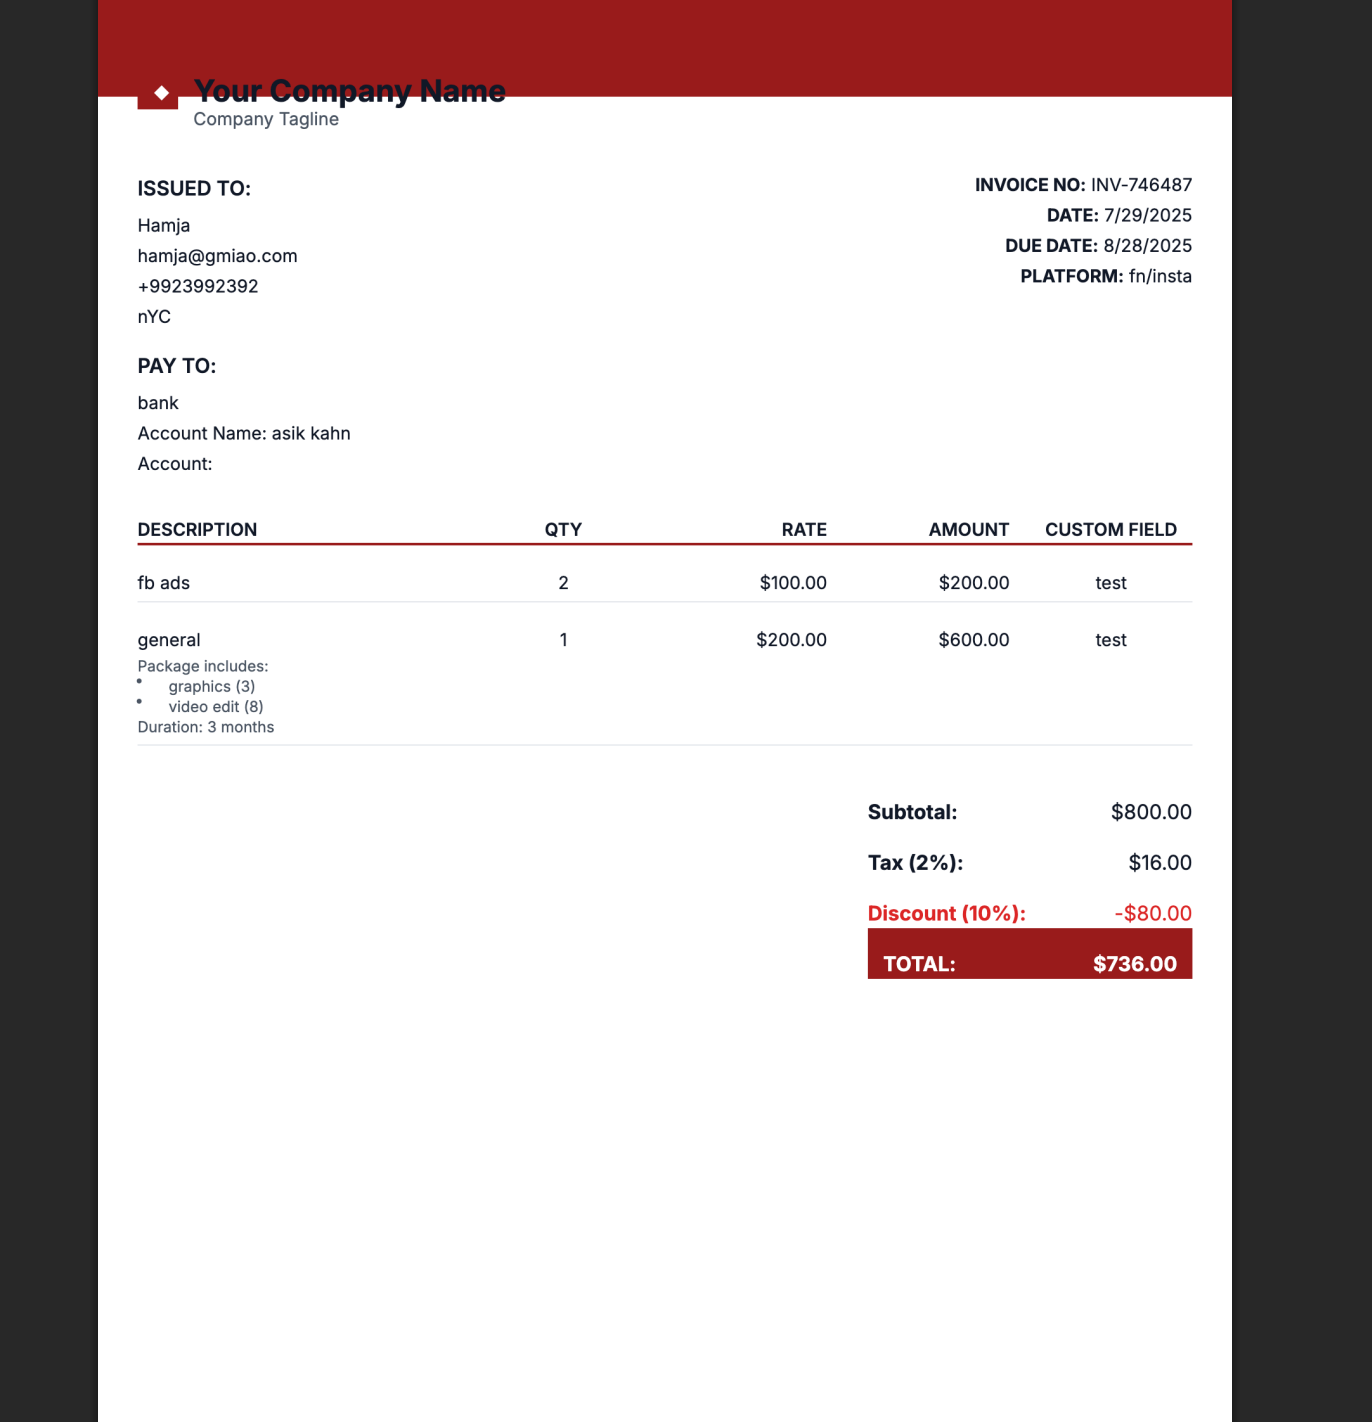 Your Company Name
Company Tagline
ISSUED TO:
Hamja
hamja@gmiao.com
+9923992392
nYC
INVOICE NO: INV-746487
DATE: 7/29/2025
DUE DATE: 8/28/2025
PLATFORM: fn/insta
PAY TO:
bank
Account Name: asik kahn
Account:
DESCRIPTION QTY RATE AMOUNT CUSTOM FIELD
fb ads 2 $100.00 $200.00 test
general 1 $200.00 $600.00 test
Package includes:
• graphics (3)
• video edit (8)
Duration: 3 months
Subtotal: $800.00
Tax (2%): $16.00
Discount (10%): -$80.00
TOTAL: $736.00